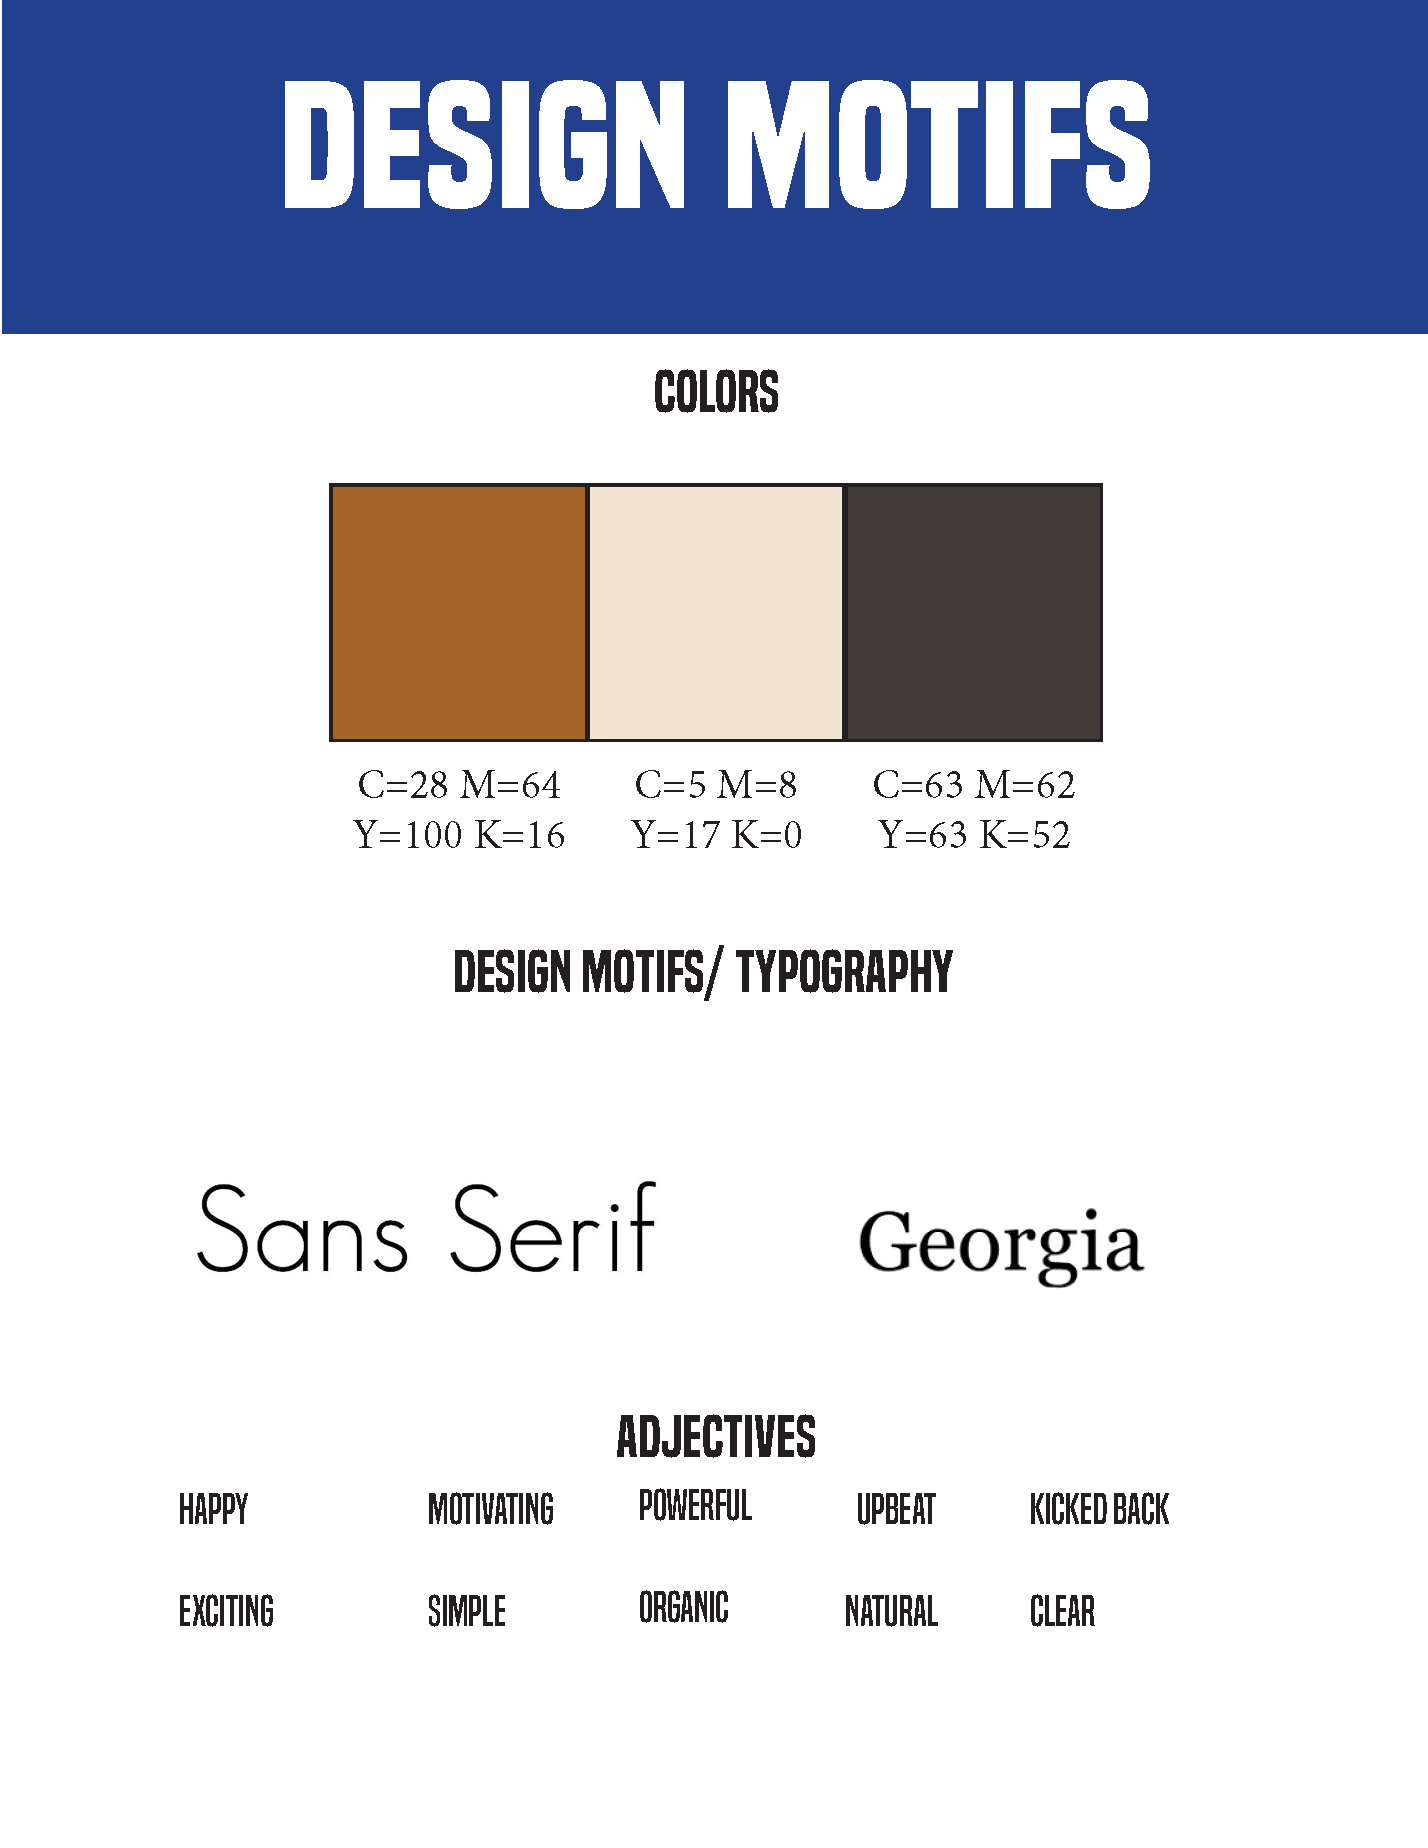 DESIGN MOTIFS
COLORS
C=28 M=64
Y=100 K=16
C=5 M=8
Y=17 K=0
C=63 M=62
Y=63 K=52
DESIGN MOTIFS/ TYPOGRAPHY
Sans Serif
Georgia
ADJECTIVES
HAPPY MOTIVATING POWERFUL UPBEAT KICKED BACK
EXCITING SIMPLE ORGANIC NATURAL CLEAR